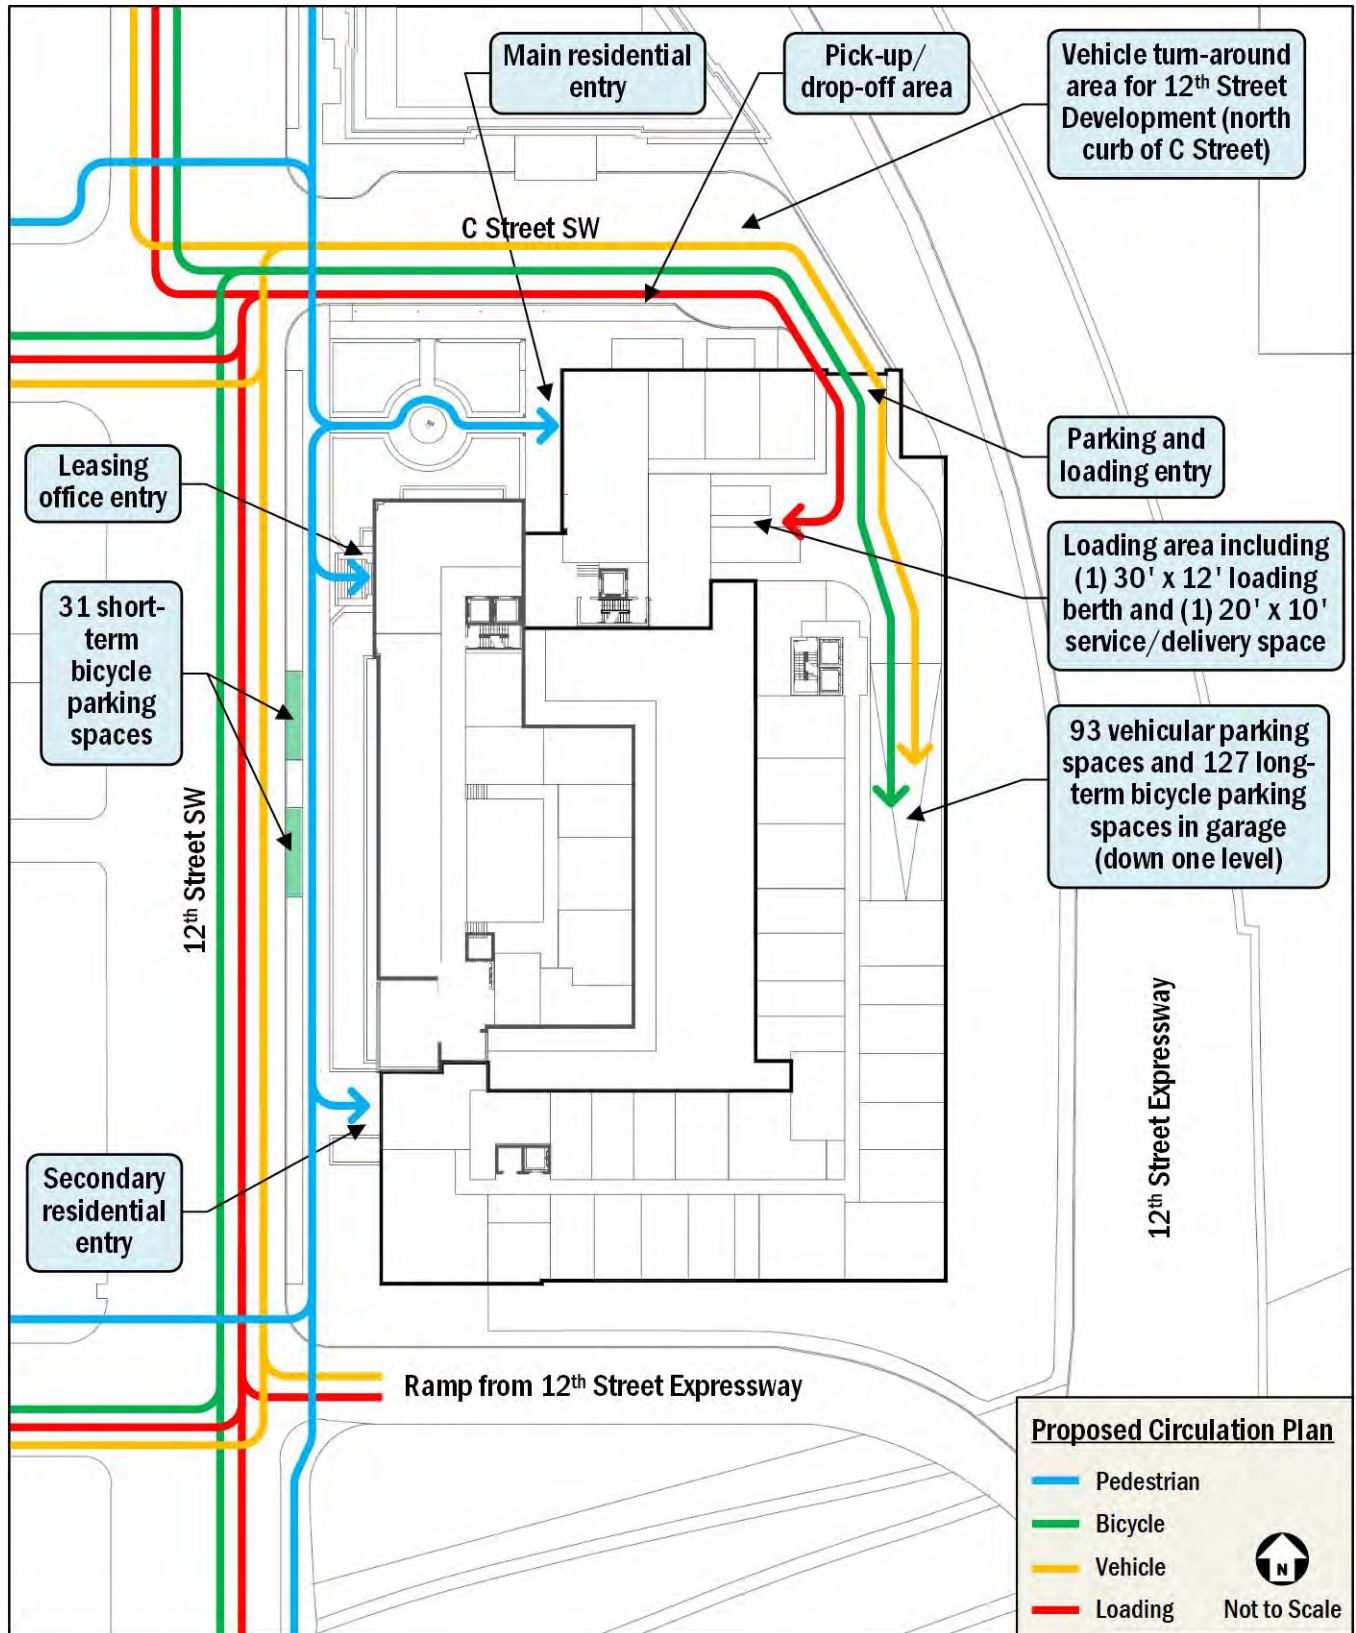 Main residential
entry
Pick-up/
drop-off area
Vehicle turn-around
area for 12th Street
Development (north
curb of C Street)
C Street SW
Leasing
office entry
Parking and
loading entry
31 short-
term
bicycle
parking
spaces
Loading area including
(1) 30' x 12' loading
berth and (1) 20' x 10'
service/delivery space
93 vehicular parking
spaces and 127 long-
term bicycle parking
spaces in garage
(down one level)
12th Street SW
12th Street Expressway
Secondary
residential
entry
Ramp from 12th Street Expressway
Proposed Circulation Plan
Pedestrian
Bicycle
Vehicle
Loading
N
Not to Scale